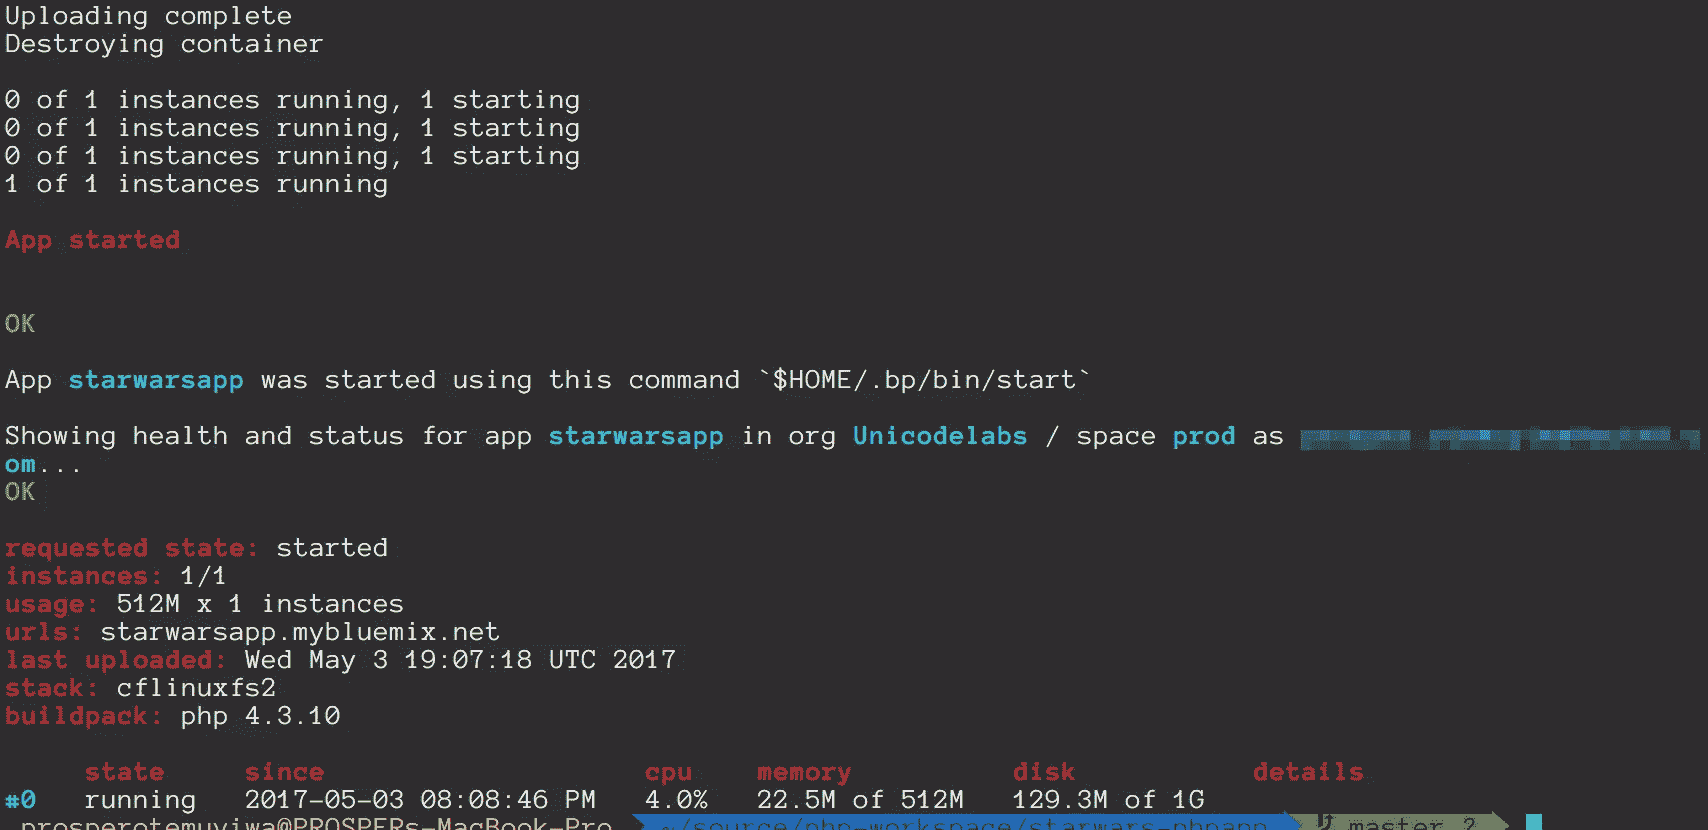 Uploading complete
Destroying container
0 of 1 instances running, 1 starting
0 of 1 instances running, 1 starting
0 of 1 instances running, 1 starting
1 of 1 instances running
App started
OK
App starwarsapp was started using this command `$HOME/.bp/bin/start`
Showing health and status for app starwarsapp in org Unicodelabs / space prod as
om...
OK
requested state: started
instances: 1/1
usage: 512M x 1 instances
urls: starwarsapp.mybluemix.net
last uploaded: Wed May 3 19:07:18 UTC 2017
stack: cflinuxfs2
buildpack: php 4.3.10
state since cpu memory disk details
#0 running 2017-05-03 08:08:46 PM 4.0% 22.5M of 512M 129.3M of 1G
prosperotemuyiwa@PROSPERs-MacBook-Pro ~/source/php-workspace/starwars-phpapp master ?